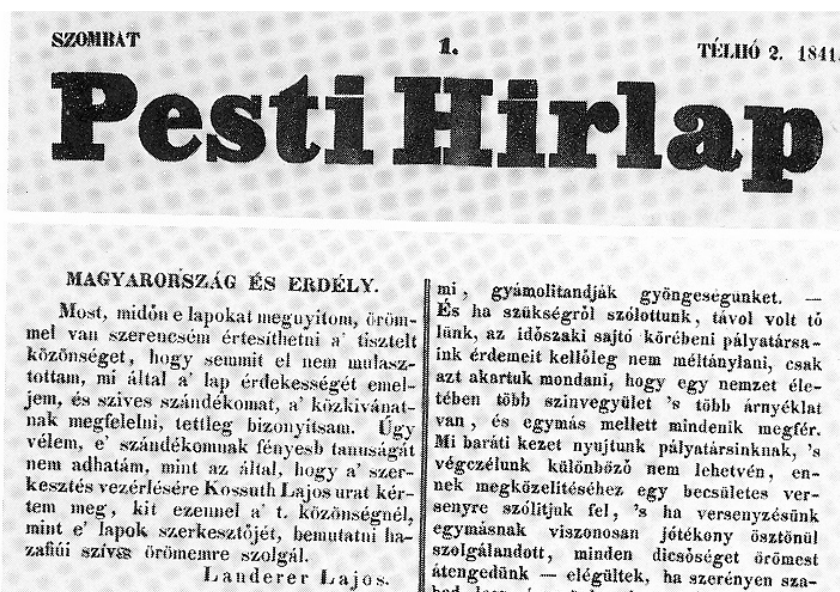 SZOMBAT 1. TÉLHÓ 2. 1841.
Pesti Hirlap
MAGYARORSZÁG ÉS ERDÉLY.
Most, midőn e lapokat megnyitom, öröm-
mel van szerencsém értesíthetni a’ tisztelt
közönséget, hogy semmit el nem mulasz-
tottam, mi által a’ lap érdekességét emel-
jem, és szives szándékomat, a’ közkivánat-
nak megfelelni, tettleg bizonyitsam. Úgy
vélem, e’ szándékomnak fényesb tanuságát
nem adhatám, mint az által, hogy a’ szer-
kesztés vezérlésére Kossuth Lajos urat kér-
tem meg, kit ezennel a’ t. közönségnél,
mint e’ lapok szerkesztőjét, bemutatni ha-
zafiúi szíves örömemre szolgál.
Landerer Lajos.
mi, gyámolitandják gyöngeségünket. —
És ha szükségről szólottunk, távol volt tő
lünk, az időszaki sajtó körébeni pályatársa-
ink érdemeit kellőleg nem méltánylani, csak
azt akartuk mondani, hogy egy nemzet éle-
tében több szinvegyület ’s több árnyéklat
van, és egymás mellett mindenik megfér.
Mi baráti kezet nyujtunk pályatársinknak, ’s
végczélunk különböző nem lehetvén, en-
nek megközelitéséhez egy becsületes ver-
senyre szólitjuk fel, ’s ha versenyzésünk
egymásnak viszonosan jótékony ösztönül
szolgálandott, minden dicsőséget örömest
átengedünk — elégültek, ha szerényen sza-